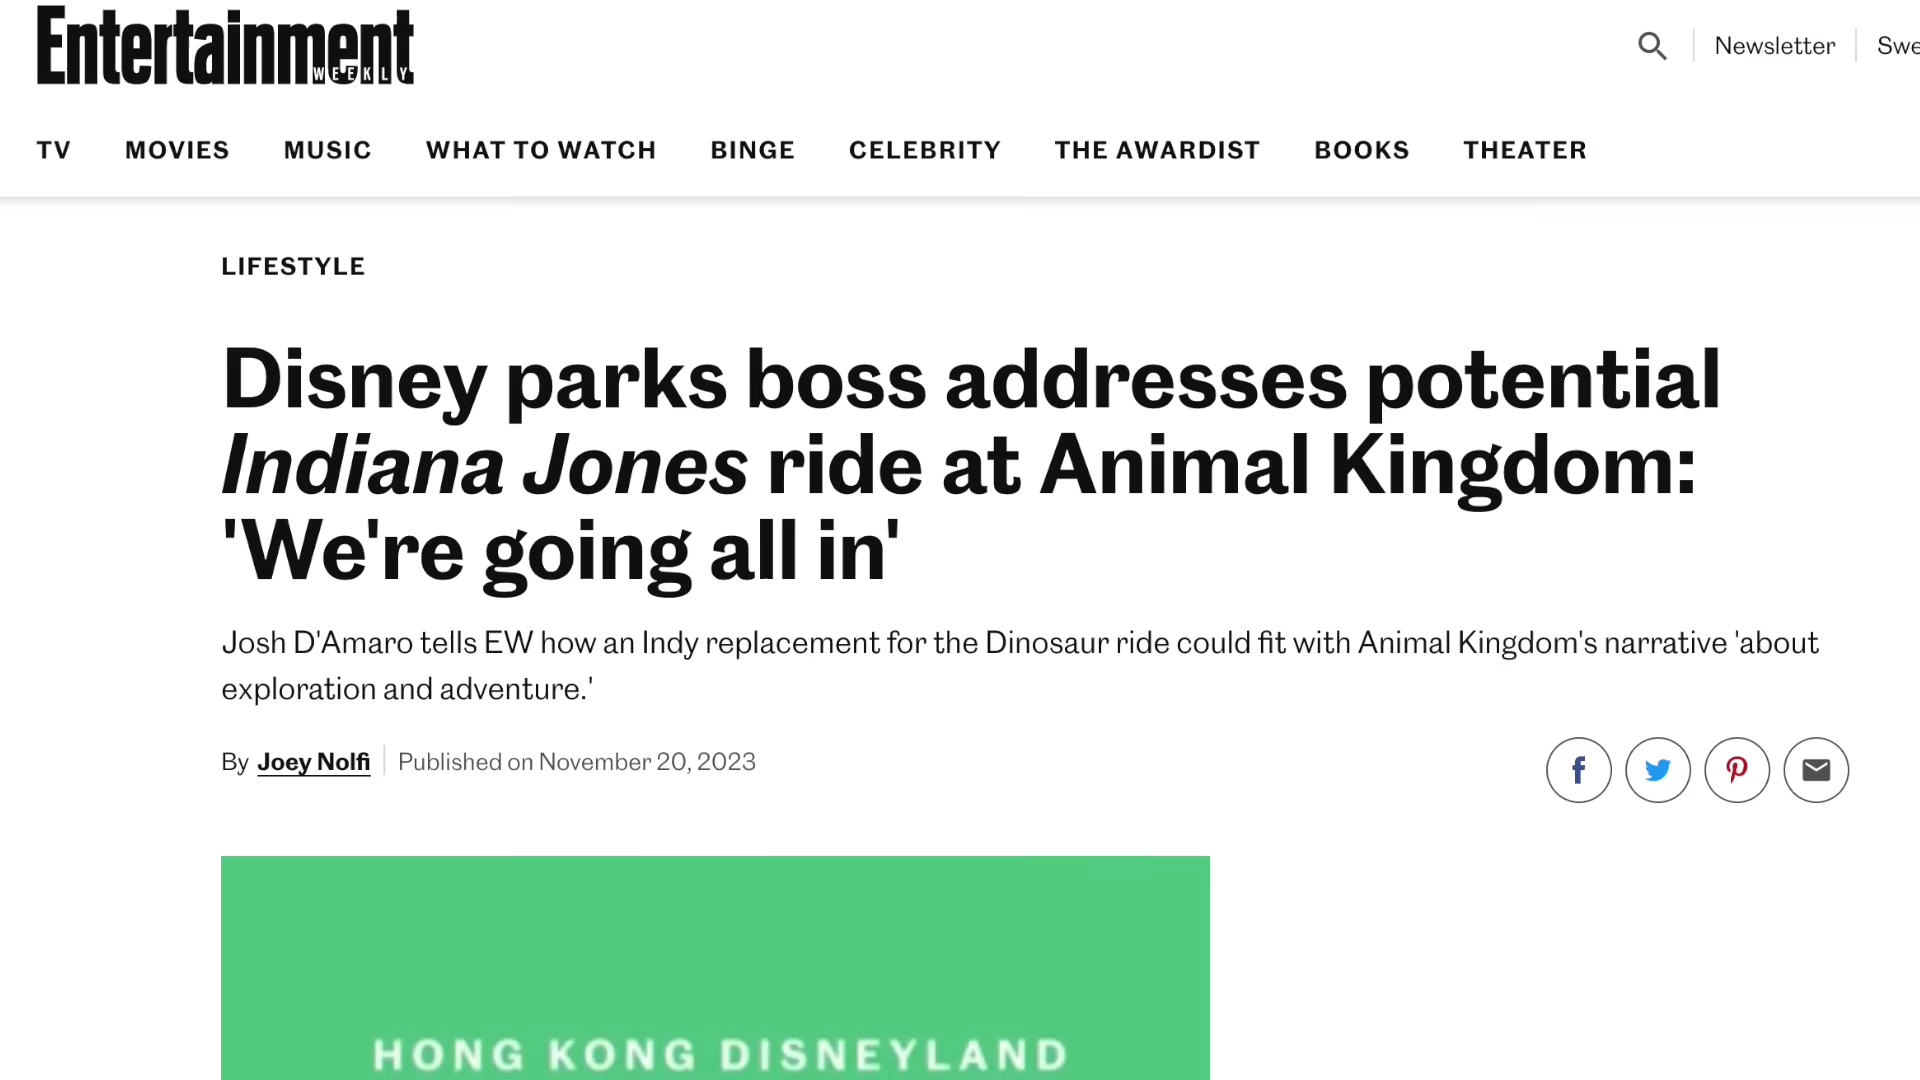 Entertainment
WEEKLY
Newsletter
Swe
TV MOVIES MUSIC WHAT TO WATCH BINGE CELEBRITY THE AWARDIST BOOKS THEATER
LIFESTYLE
Disney parks boss addresses potential
Indiana Jones ride at Animal Kingdom:
'We're going all in'
Josh D'Amaro tells EW how an Indy replacement for the Dinosaur ride could fit with Animal Kingdom's narrative 'about
exploration and adventure.'
By Joey Nolfi Published on November 20, 2023
HONG KONG DISNEYLAND